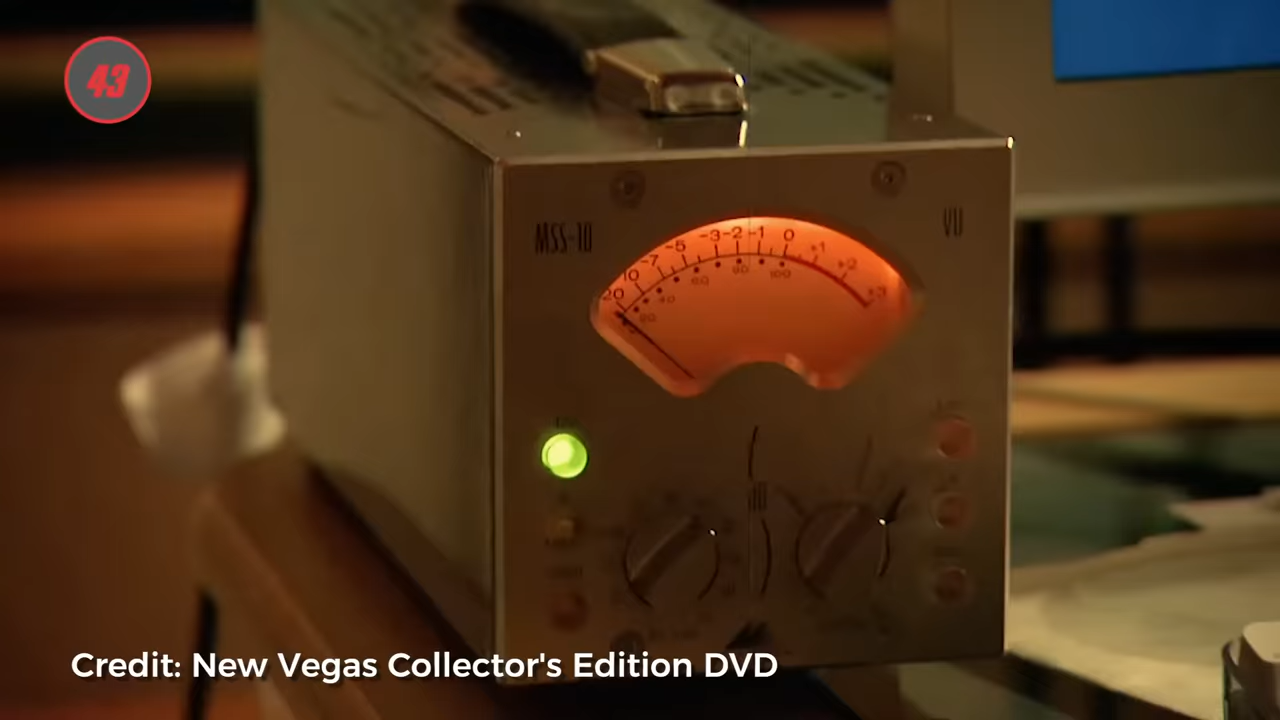 43
MSS-10
VU
20 10 -7 -5 -3 -2 -1 0 +1 +2 +3
20 40 60 80 100
Credit: New Vegas Collector's Edition DVD